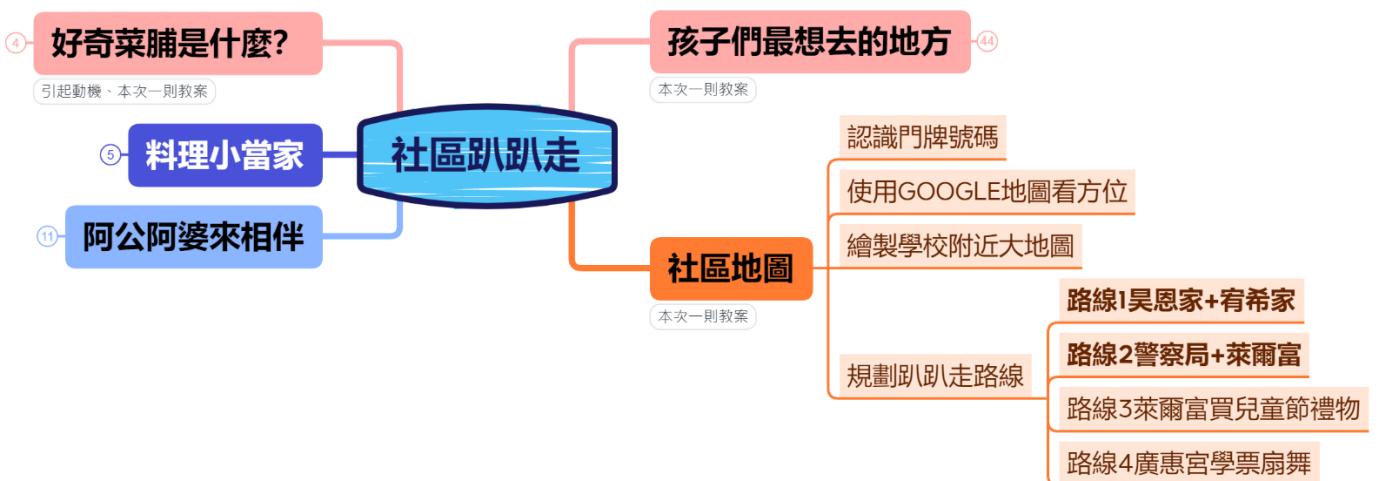 社區趴趴走
4
好奇菜脯是什麼?
引起動機、本次一則教案
5
料理小當家
11
阿公阿婆來相伴
孩子們最想去的地方
44
本次一則教案
社區地圖
本次一則教案
認識門牌號碼
使用GOOGLE地圖看方位
繪製學校附近大地圖
規劃趴趴走路線
路線1昊恩家+宥希家
路線2警察局+萊爾富
路線3萊爾富買兒童節禮物
路線4廣惠宮學票扇舞